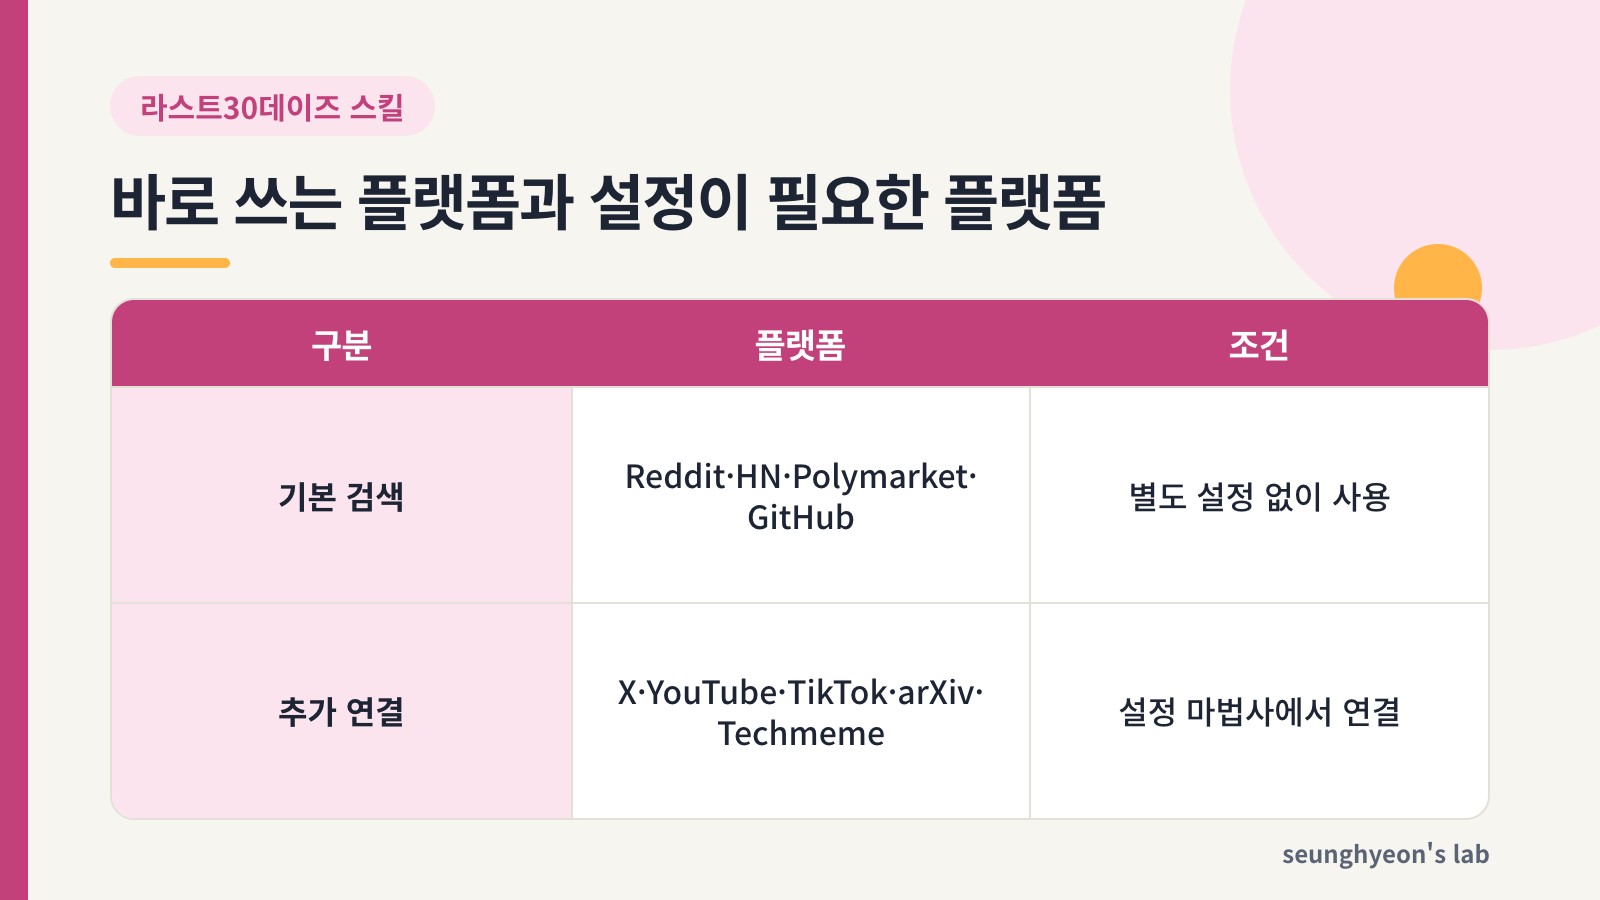 라스트30데이즈 스킬
바로 쓰는 플랫폼과 설정이 필요한 플랫폼
구분
플랫폼
조건
기본 검색
Reddit·HN·Polymarket·
GitHub
별도 설정 없이 사용
추가 연결
X·YouTube·TikTok·arXiv·
Techmeme
설정 마법사에서 연결
seunghyeon's lab